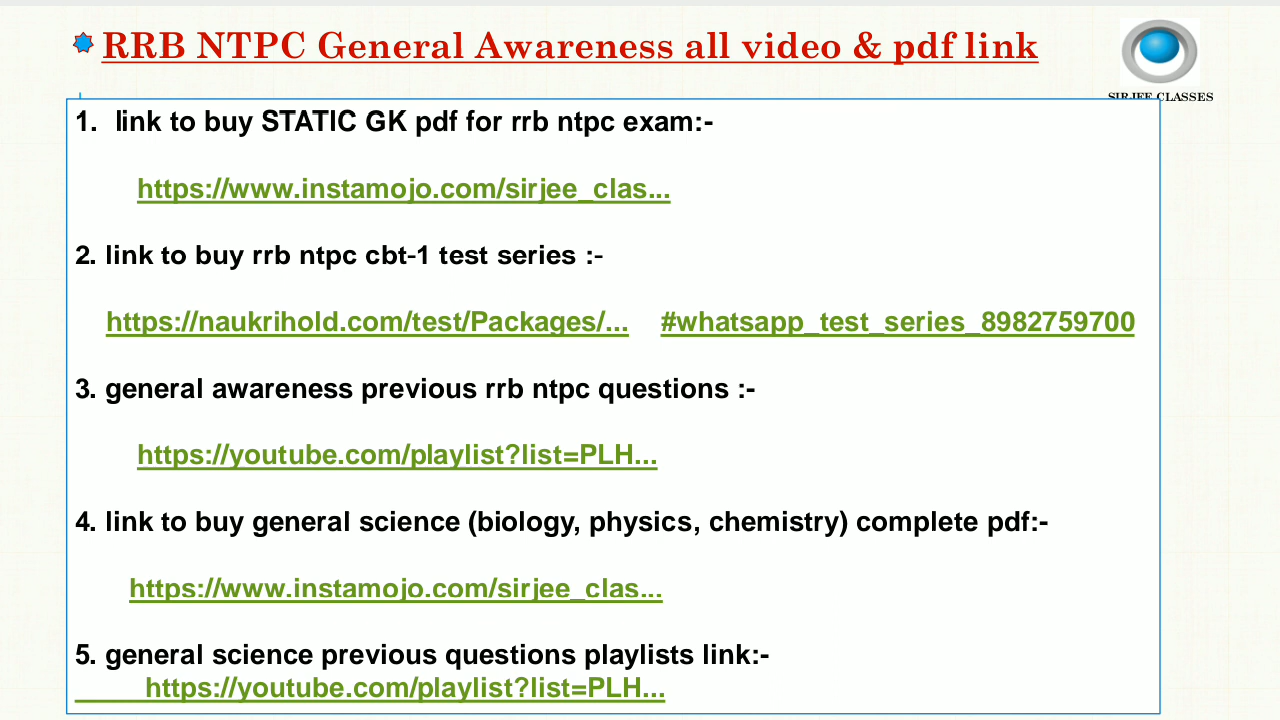 RRB NTPC General Awareness all video & pdf link
SIRJEE CLASSES
1. link to buy STATIC GK pdf for rrb ntpc exam:-
https://www.instamojo.com/sirjee_clas...
2. link to buy rrb ntpc cbt-1 test series :-
https://naukrihold.com/test/Packages/... #whatsapp_test_series_8982759700
3. general awareness previous rrb ntpc questions :-
https://youtube.com/playlist?list=PLH...
4. link to buy general science (biology, physics, chemistry) complete pdf:-
https://www.instamojo.com/sirjee_clas...
5. general science previous questions playlists link:-
https://youtube.com/playlist?list=PLH...